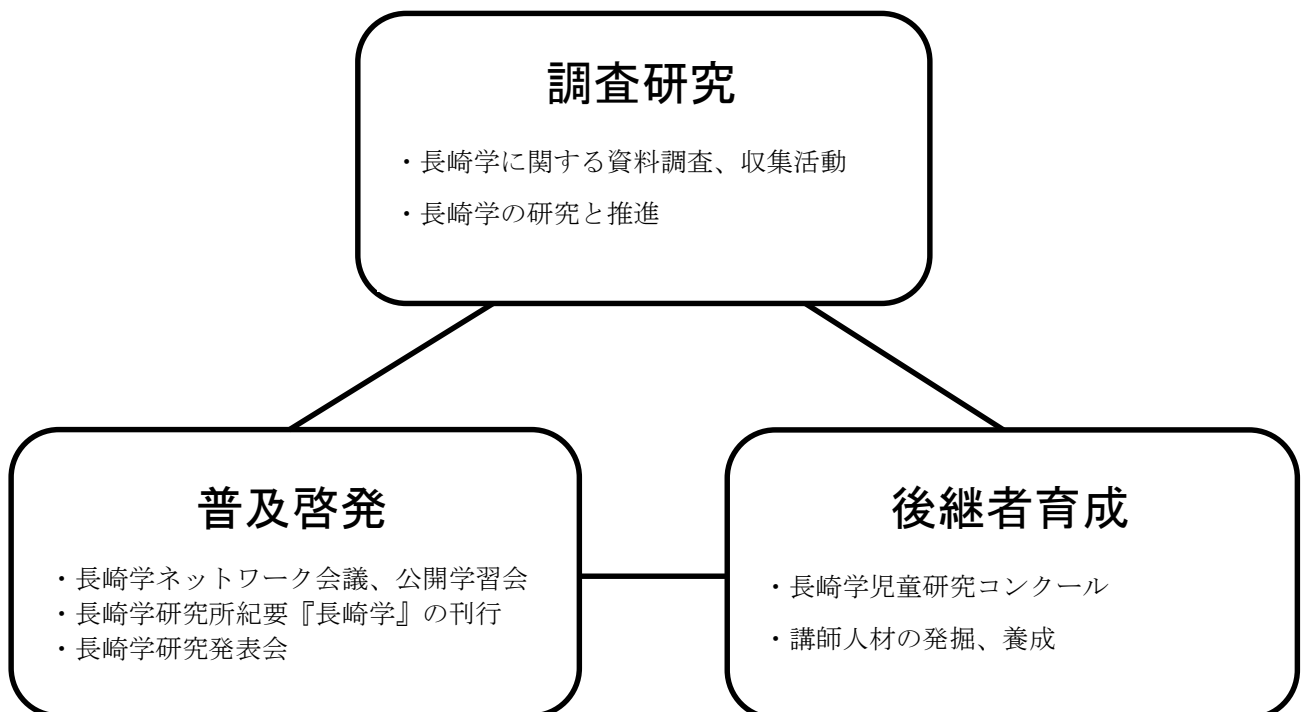 調査研究
・長崎学に関する資料調査、収集活動
・長崎学の研究と推進
普及啓発
・長崎学ネットワーク会議、公開学習会
・長崎学研究所紀要『長崎学』の刊行
・長崎学研究発表会
後継者育成
・長崎学児童研究コンクール
・講師人材の発掘、養成